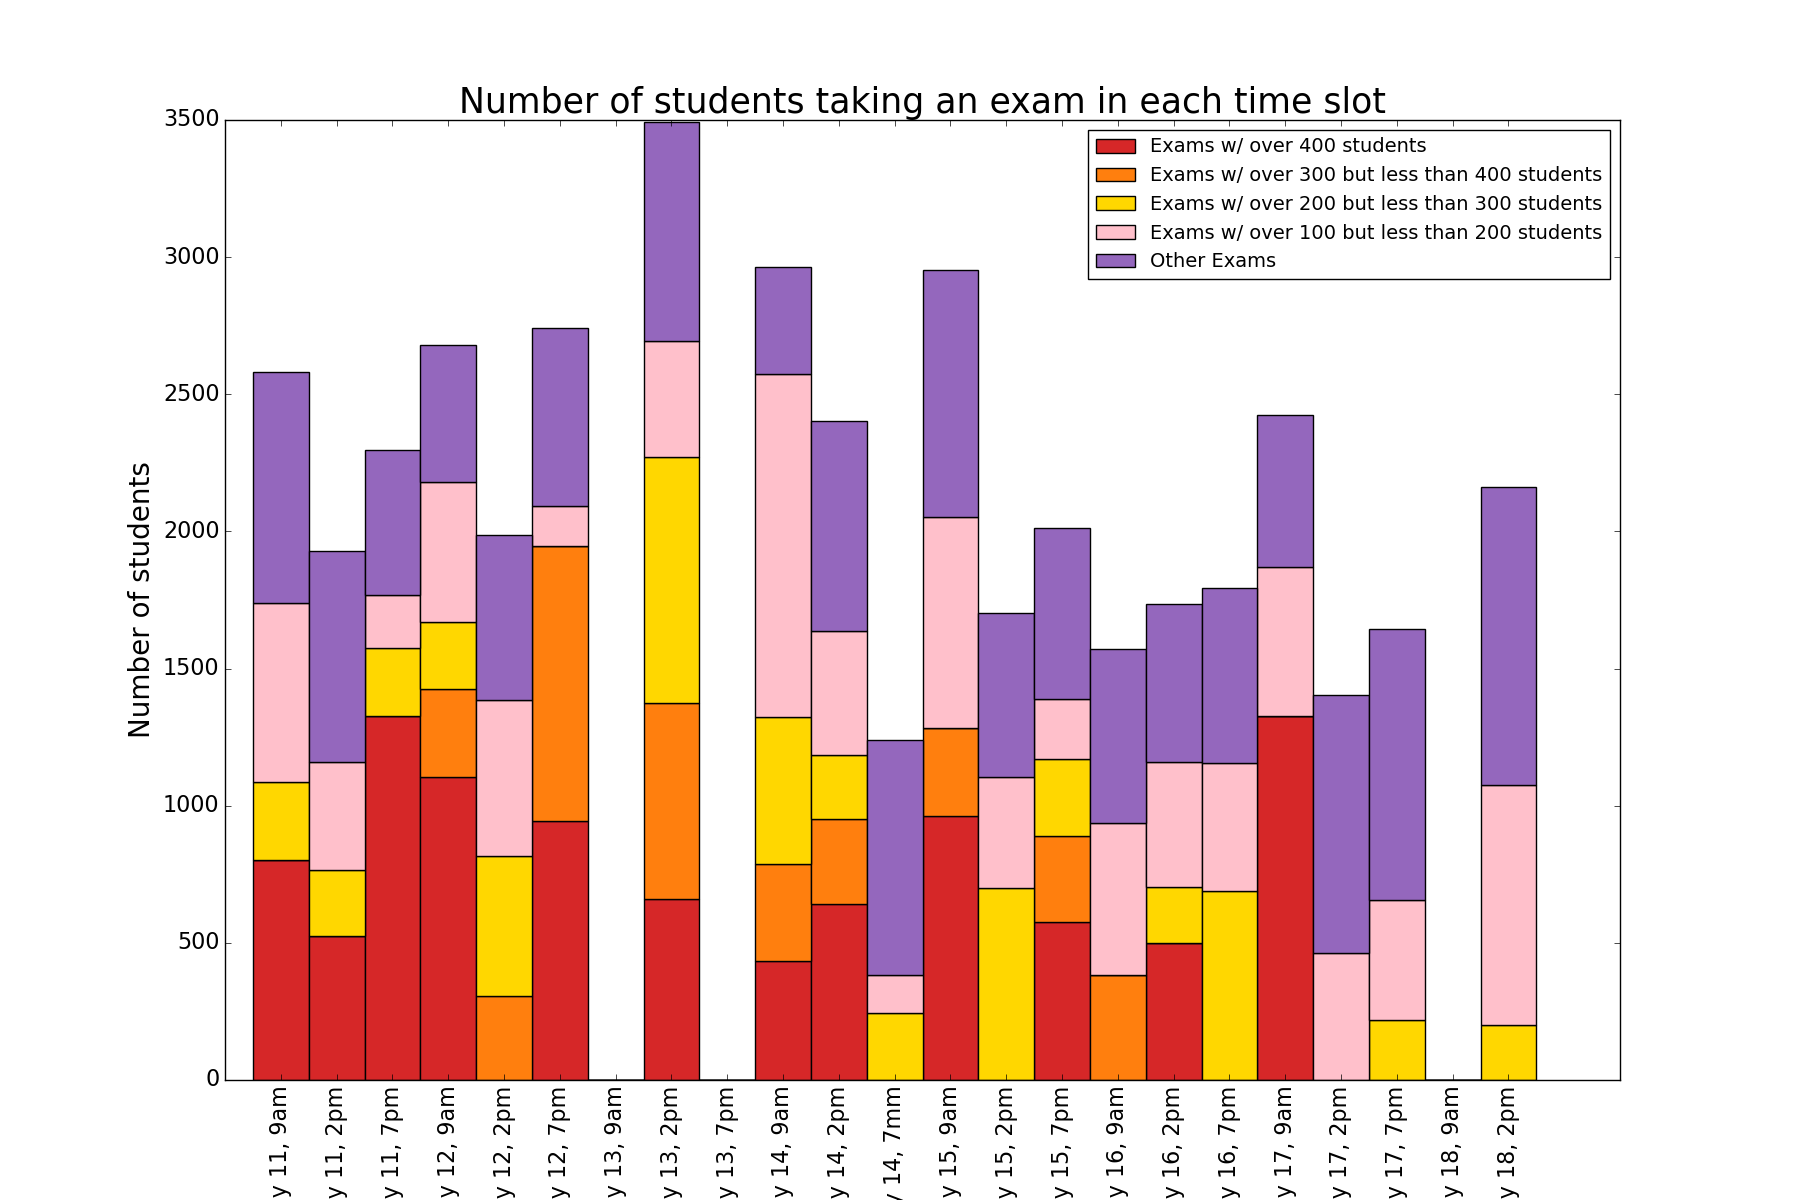 Number of students taking an exam in each time slot
Exams w/ over 400 students
Exams w/ over 300 but less than 400 students
Exams w/ over 200 but less than 300 students
Exams w/ over 100 but less than 200 students
Other Exams
Number of students
3500
3000
2500
2000
1500
1000
500
0
y 11, 9am
y 11, 2pm
y 11, 7pm
y 12, 9am
y 12, 2pm
y 12, 7pm
y 13, 9am
y 13, 2pm
y 13, 7pm
y 14, 9am
y 14, 2pm
y 14, 7mm
y 15, 9am
y 15, 2pm
y 15, 7pm
y 16, 9am
y 16, 2pm
y 16, 7pm
y 17, 9am
y 17, 2pm
y 17, 7pm
y 18, 9am
y 18, 2pm